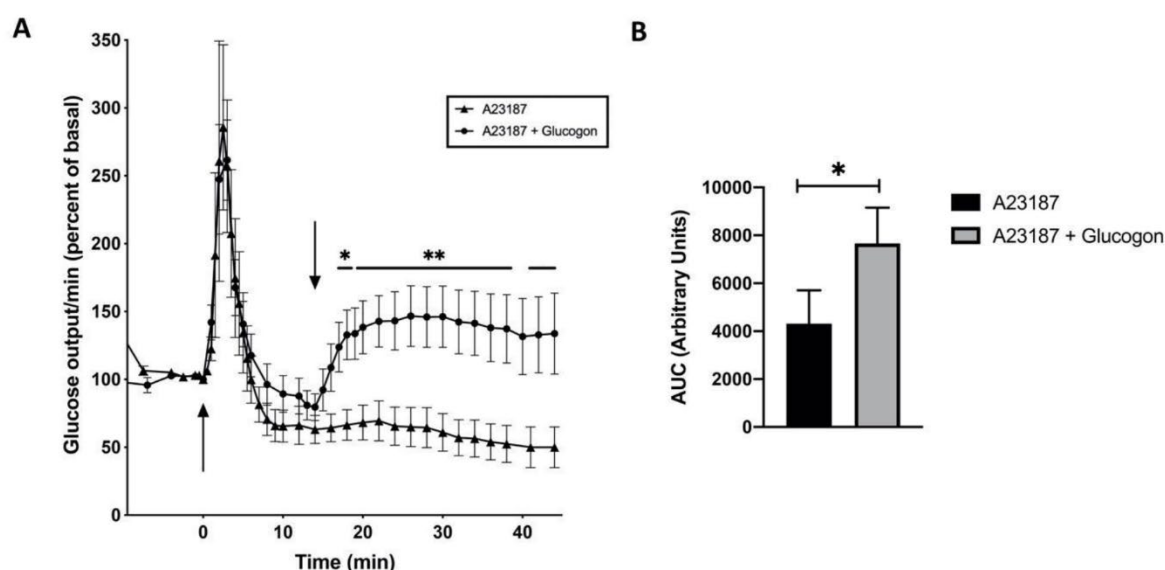 A
350
300
250
200
150
100
50
0
Glucose output/min (percent of basal)
0
10
20
30
40
Time (min)
A23187
A23187 + Glucogon
*
**
B
10000
8000
6000
4000
2000
0
AUC (Arbitrary Units)
*
A23187
A23187 + Glucogon